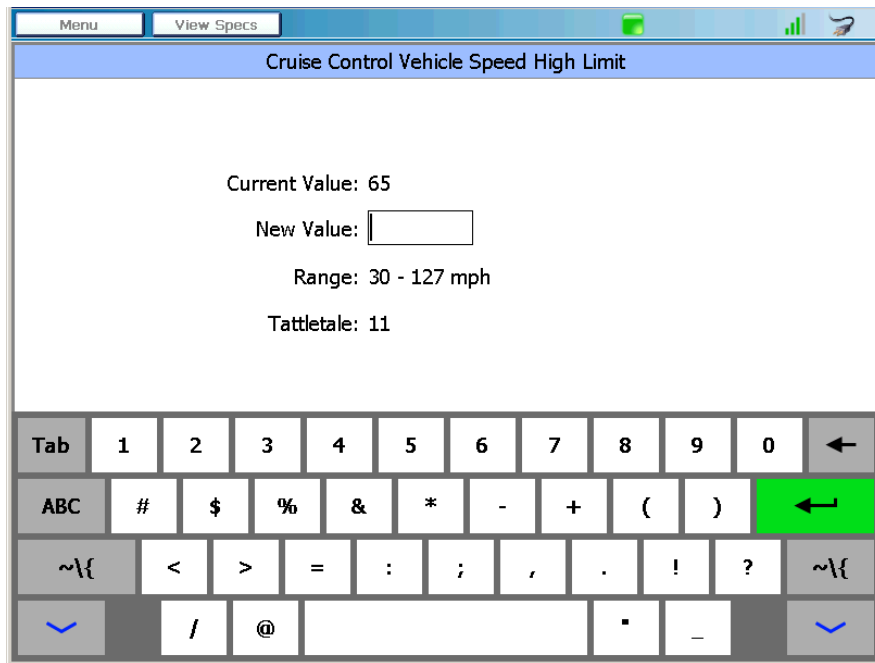 Menu View Specs
Cruise Control Vehicle Speed High Limit
Current Value: 65
New Value:
Range: 30 - 127 mph
Tattletale: 11
Tab 1 2 3 4 5 6 7 8 9 0
ABC # $ % & * - + ( )
~\{ < > = : ; , . ! ? ~\{
/ @ " _